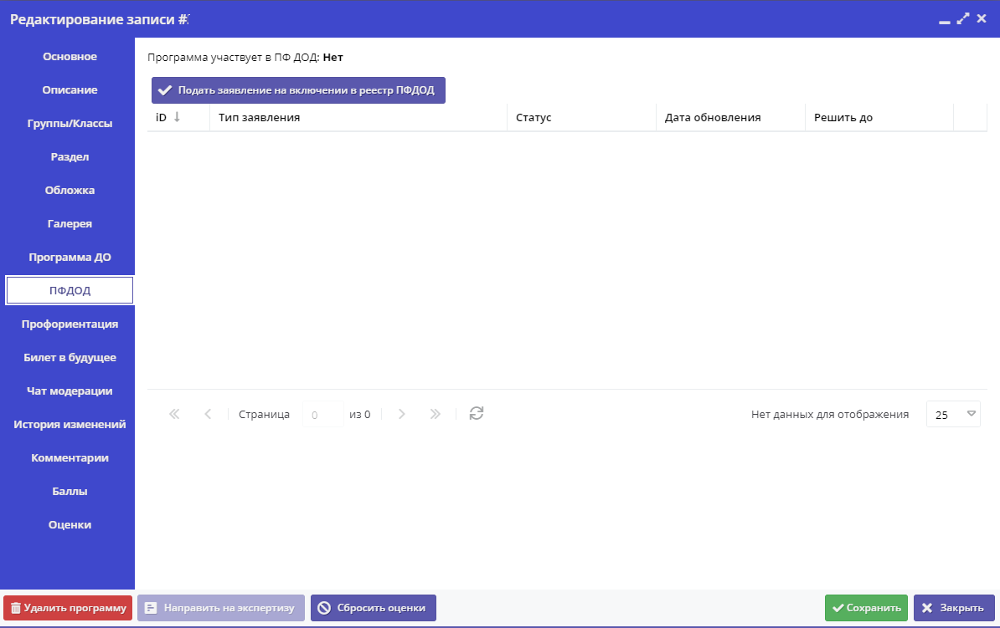 Редактирование записи #
Основное
Описание
Группы/Классы
Раздел
Обложка
Галерея
Программа ДО
ПФДОД
Профориентация
Билет в будущее
Чат модерации
История изменений
Комментарии
Баллы
Оценки
Программа участвует в ПФ ДОД: Нет
Подать заявление на включении в реестр ПФДОД
iD Тип заявления Статус Дата обновления Решить до
Страница 0 из 0 Нет данных для отображения 25
Удалить программу Направить на экспертизу Сбросить оценки Сохранить Закрыть